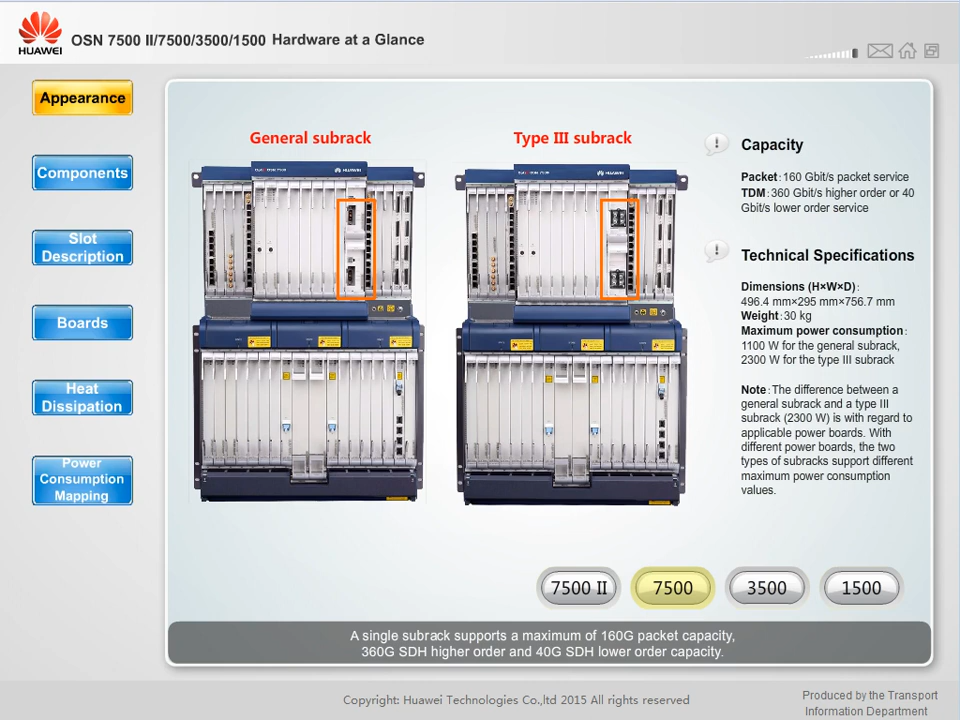 HUAWEI
OSN 7500 II/7500/3500/1500 Hardware at a Glance
Appearance
Components
Slot
Description
Boards
Heat
Dissipation
Power
Consumption
Mapping
General subrack
Type III subrack
HUAWEI
HUAWEI
Capacity
Packet：160 Gbit/s packet service
TDM：360 Gbit/s higher order or 40
Gbit/s lower order service
Technical Specifications
Dimensions (H×W×D)：
496.4 mm×295 mm×756.7 mm
Weight：30 kg
Maximum power consumption：
1100 W for the general subrack,
2300 W for the type III subrack
Note：The difference between a
general subrack and a type III
subrack (2300 W) is with regard to
applicable power boards. With
different power boards, the two
types of subracks support different
maximum power consumption
values.
7500 II
7500
3500
1500
A single subrack supports a maximum of 160G packet capacity,
360G SDH higher order and 40G SDH lower order capacity.
Copyright: Huawei Technologies Co.,ltd 2015 All rights reserved
Produced by the Transport
Information Department